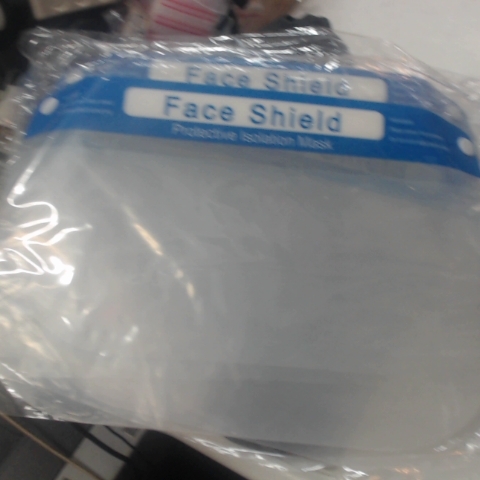 Face Shield
Face Shield
Protective Isolation Mask